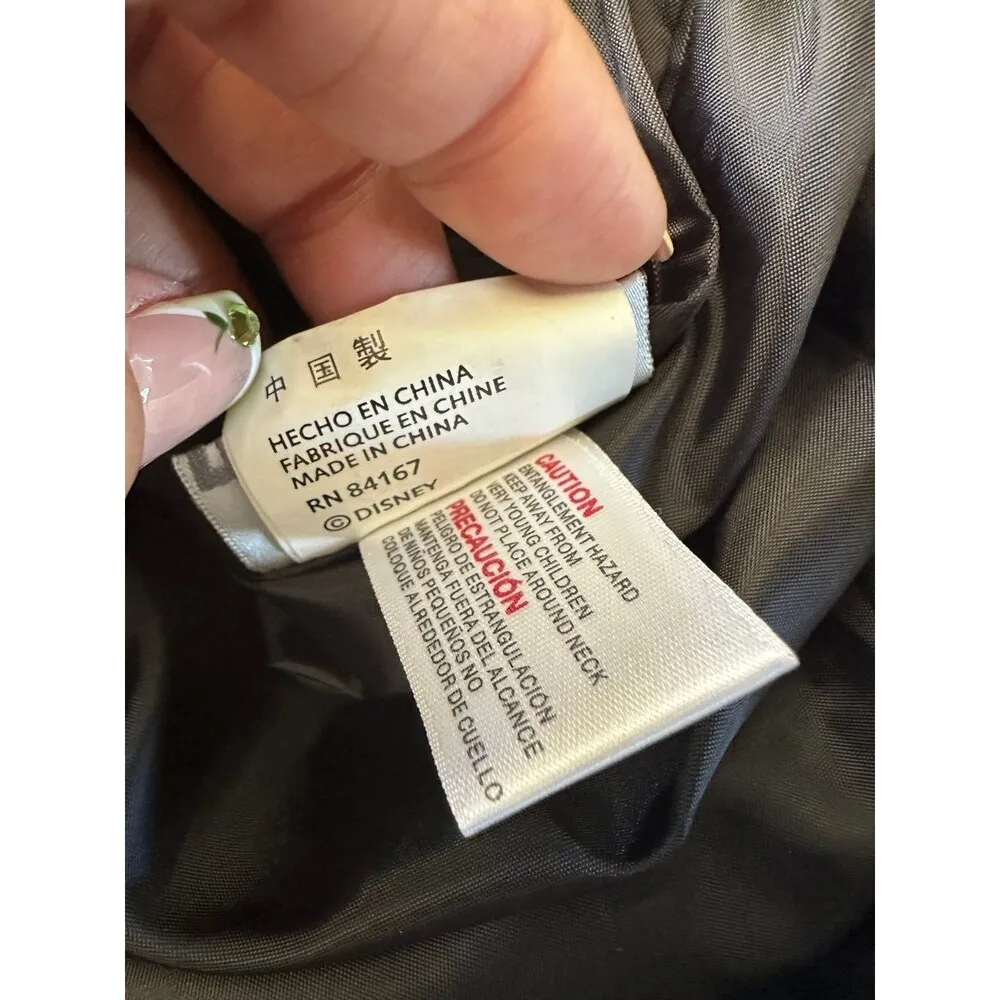 中国製
HECHO EN CHINA
FABRIQUE EN CHINE
MADE IN CHINA
RN 84167
© DISNEY
CAUTION
ENTANGLEMENT HAZARD
KEEP AWAY FROM
VERY YOUNG CHILDREN
DO NOT PLACE AROUND NECK
PRECAUCIÓN
PELIGRO DE ESTRANGULACIÓN
MANTENGA FUERA DEL ALCANCE
DE NIÑOS PEQUENOS NO
COLOQUE ALREDEDOR DE CUELLO